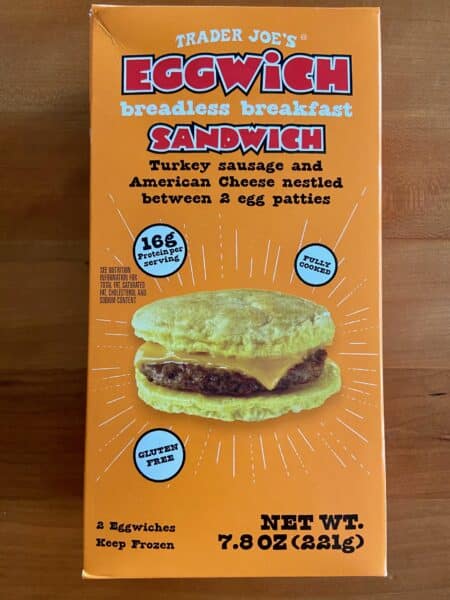 TRADER JOE'S®
EGGWiCH
breadless breakfast
SANDWICH
Turkey sausage and
American Cheese nestled
between 2 egg patties
16g
Protein per
serving
FULLY
COOKED
SEE NUTRITION
INFORMATION FOR
TOTAL FAT, SATURATED
FAT, CHOLESTEROL AND
SODIUM CONTENT
GLUTEN
FREE
2 Eggwiches
Keep Frozen
NET WT.
7.8 OZ (221g)